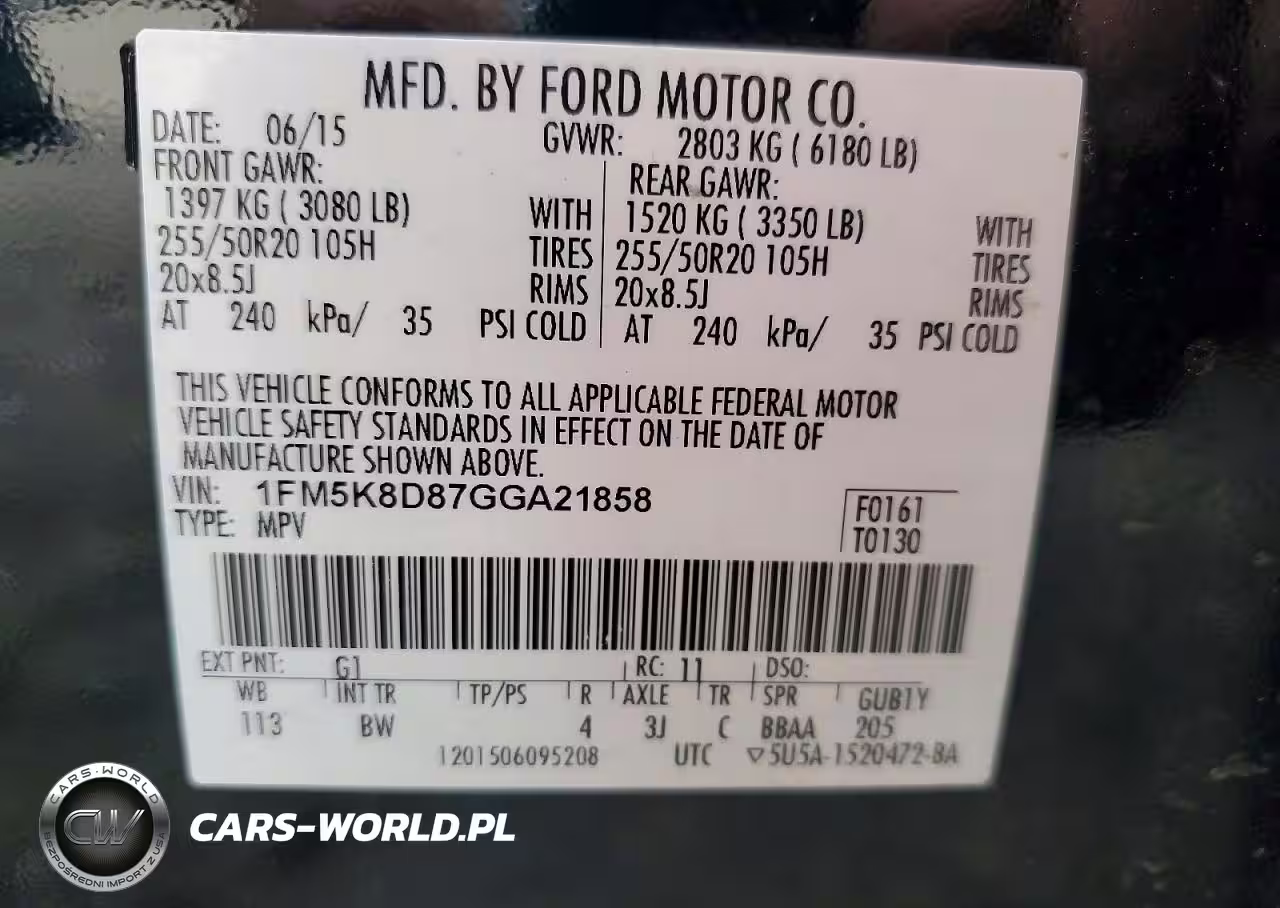 MFD. BY FORD MOTOR CO.
DATE: 06/15 GVWR: 2803 KG ( 6180 LB)
FRONT GAWR: REAR GAWR:
1397 KG ( 3080 LB) WITH 1520 KG ( 3350 LB) WITH
255/50R20 105H TIRES 255/50R20 105H TIRES
20x8.5J RIMS 20x8.5J RIMS
AT 240 kPa/ 35 PSI COLD AT 240 kPa/ 35 PSI COLD
THIS VEHICLE CONFORMS TO ALL APPLICABLE FEDERAL MOTOR
VEHICLE SAFETY STANDARDS IN EFFECT ON THE DATE OF
MANUFACTURE SHOWN ABOVE.
VIN: 1FM5K8D87GGA21858 F0161
TYPE: MPV T0130
EXT PNT: G1 RC: 11 DSO:
WB INT TR TP/PS R AXLE TR SPR GUB1Y
113 BW 4 3J C BBAA 205
1201506095208 UTC ▽5U5A-1520472-BA
CARS-WORLD
CW
BEZPOŚREDNI IMPORT Z USA
CARS-WORLD.PL